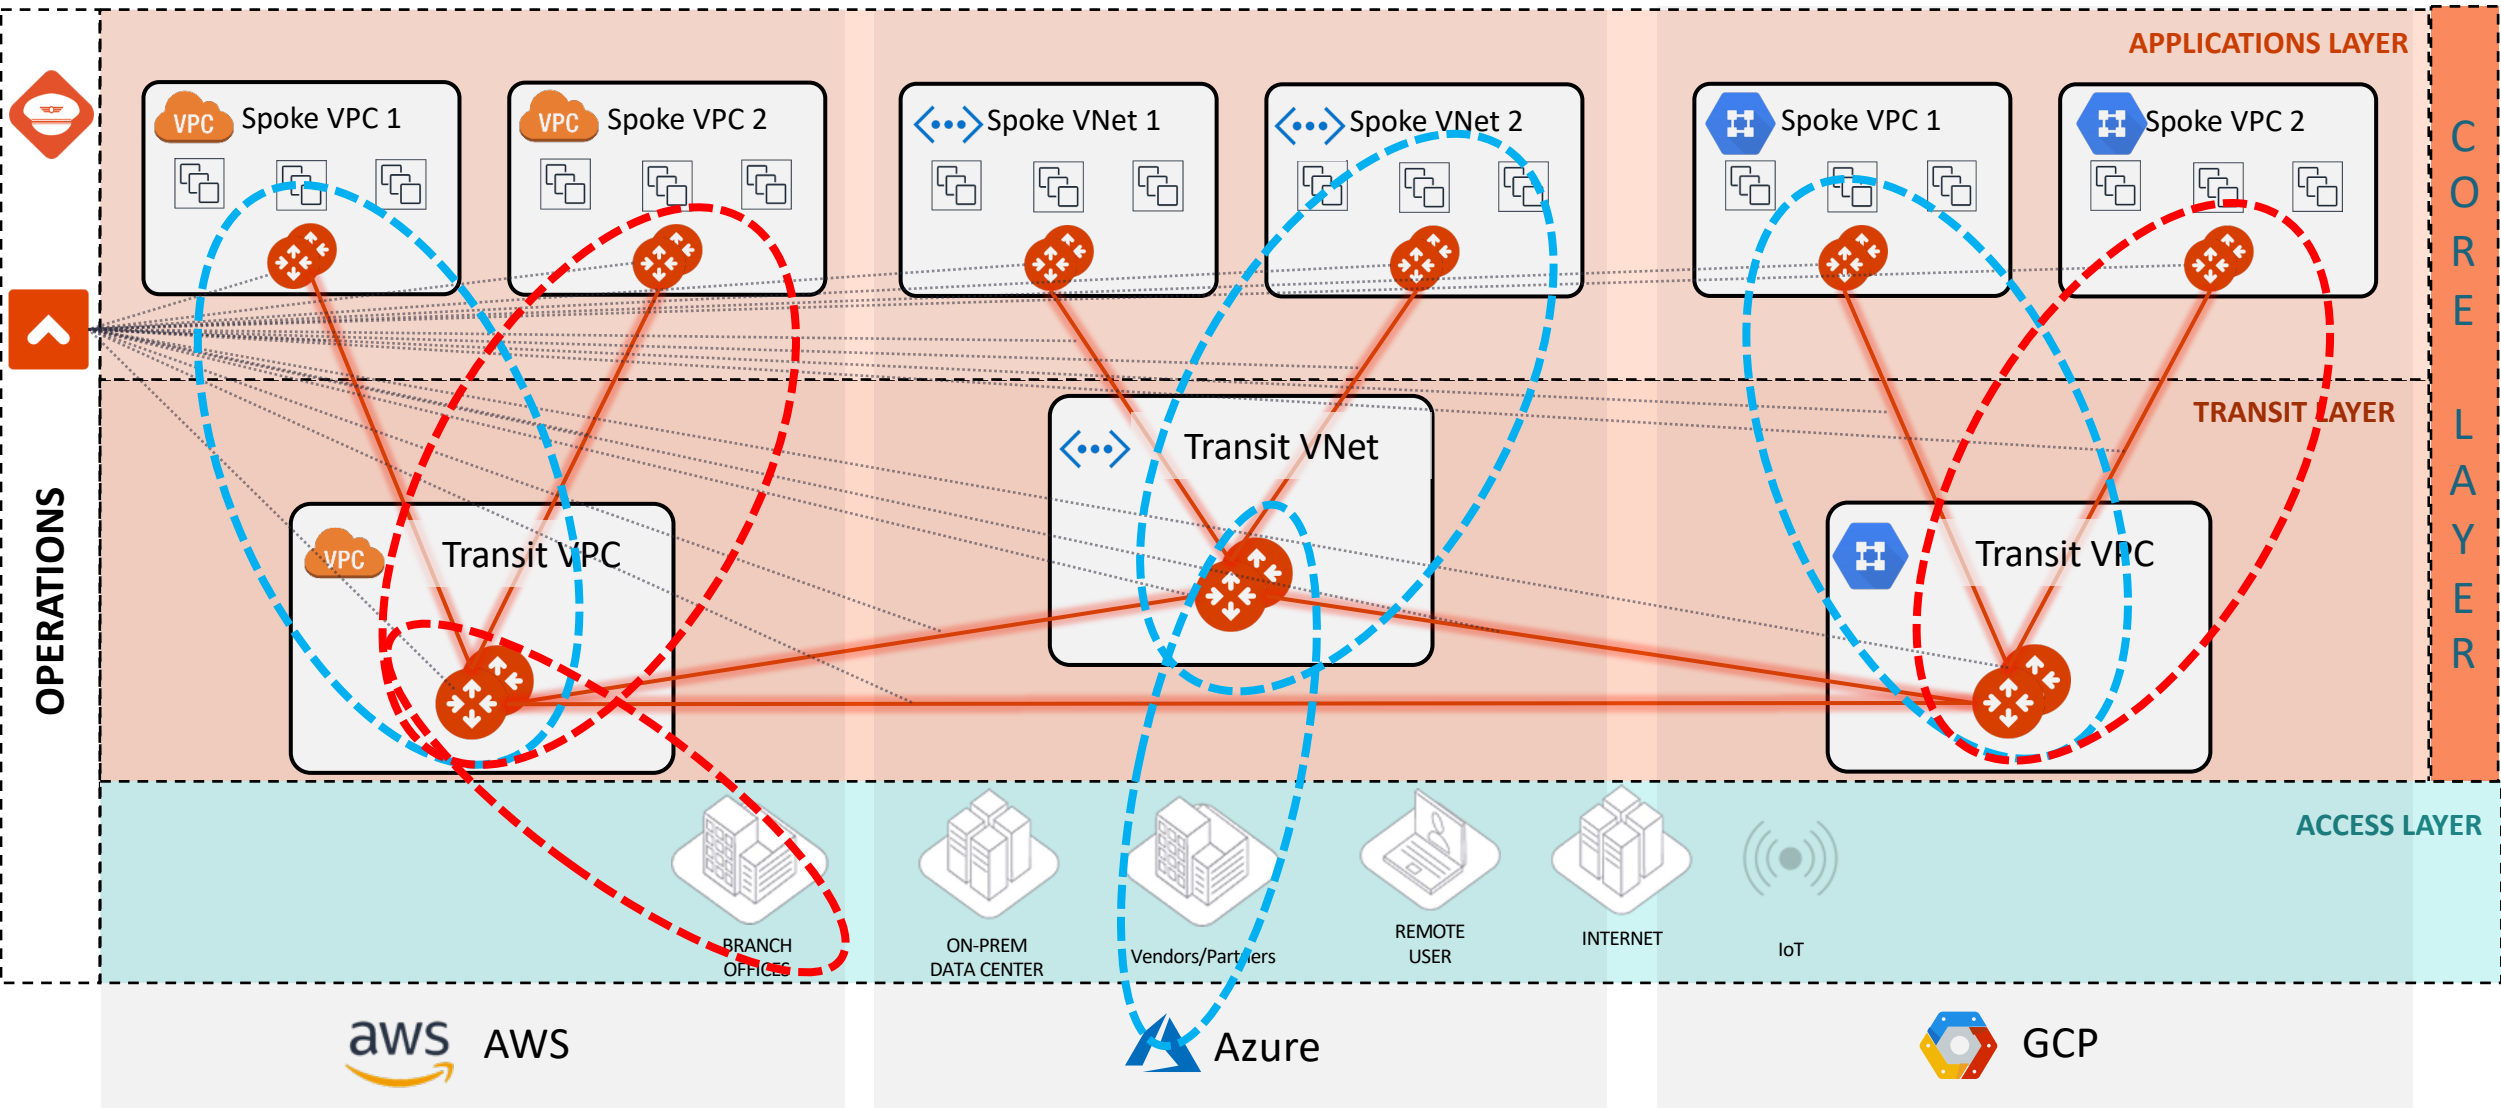 APPLICATIONS LAYER
VPC
Spoke VPC 1
VPC
Spoke VPC 2
Spoke VNet 1
Spoke VNet 2
Spoke VPC 1
Spoke VPC 2
CORE LAYER
TRANSIT LAYER
Transit VNet
VPC
Transit VPC
Transit VPC
OPERATIONS
ACCESS LAYER
BRANCH
OFFICES
ON-PREM
DATA CENTER
Vendors/Partners
REMOTE
USER
INTERNET
IoT
aws
AWS
Azure
GCP